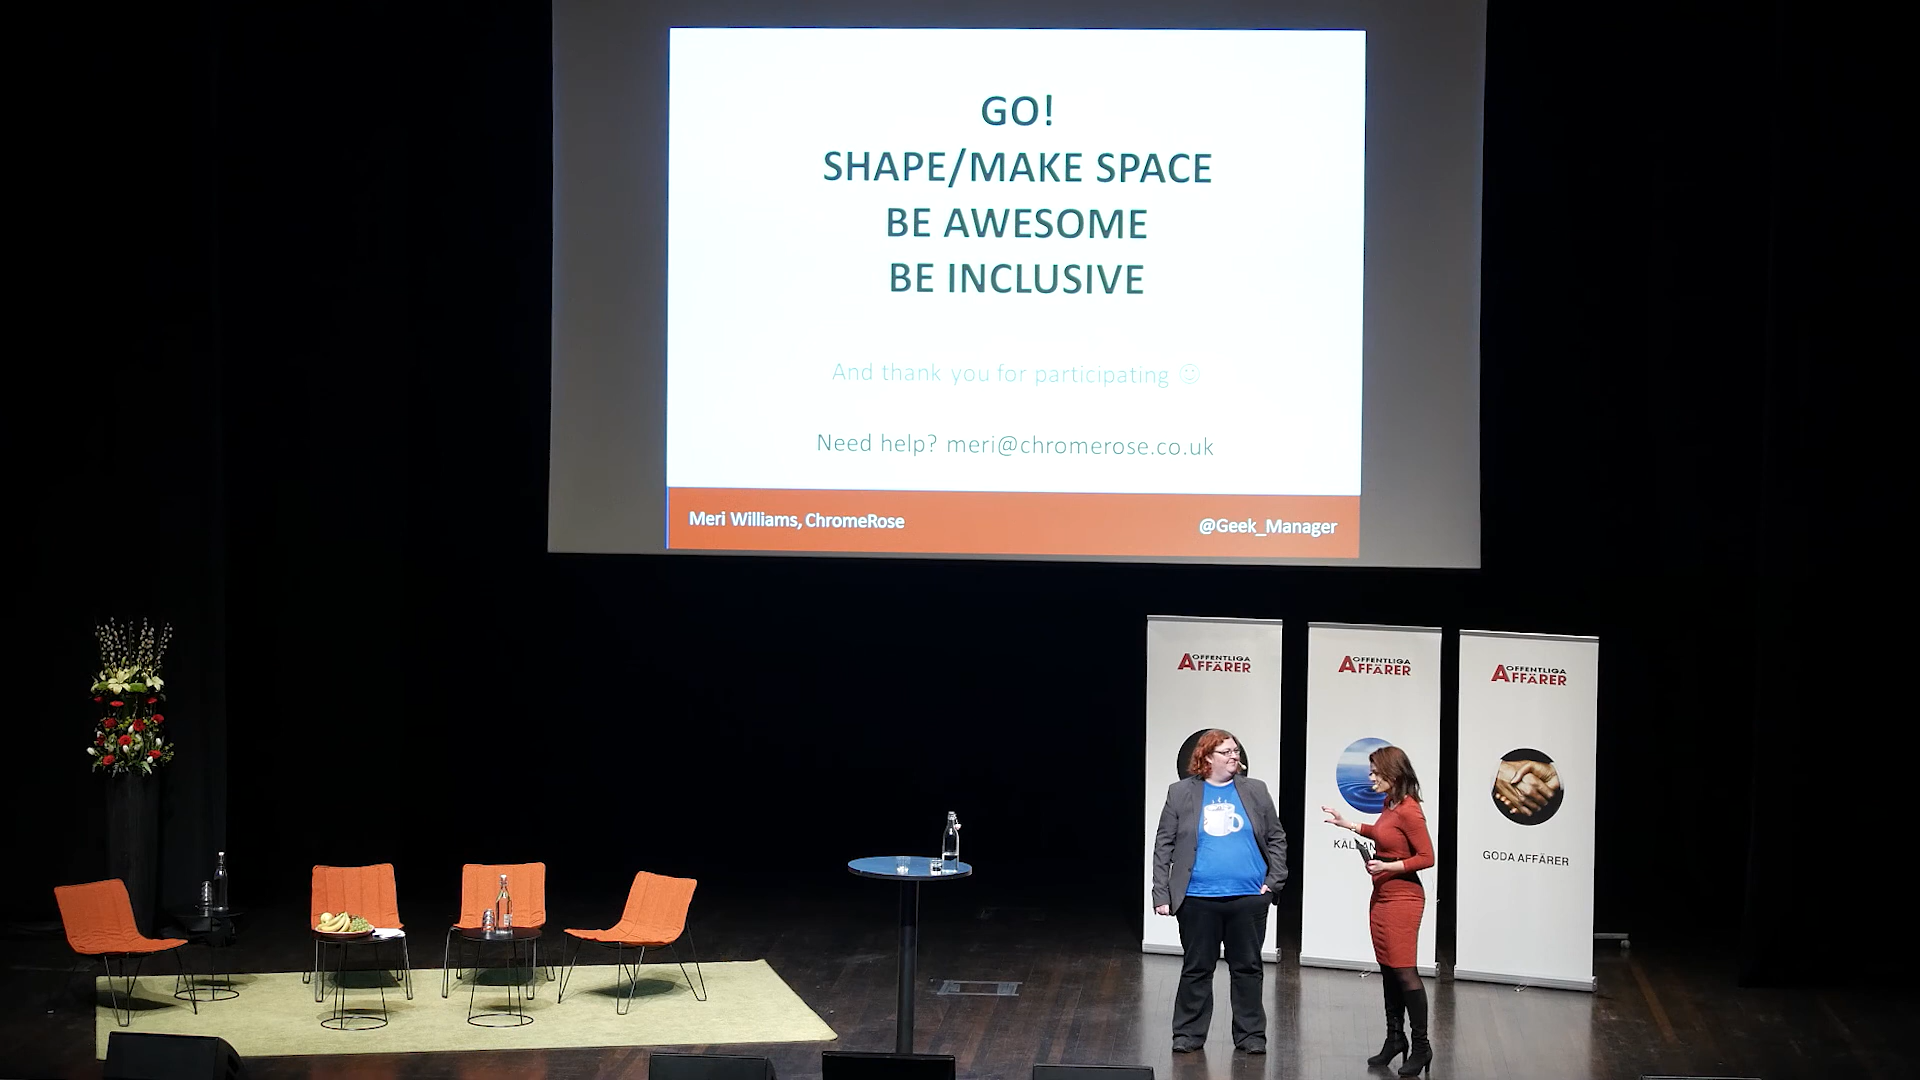 GO!
SHAPE/MAKE SPACE
BE AWESOME
BE INCLUSIVE
And thank you for participating ☺
Need help? meri@chromerose.co.uk
Meri Williams, ChromeRose
@Geek_Manager
OFFENTLIGA
AFFÄRER
OFFENTLIGA
AFFÄRER
OFFENTLIGA
AFFÄRER
GODA AFFÄRER